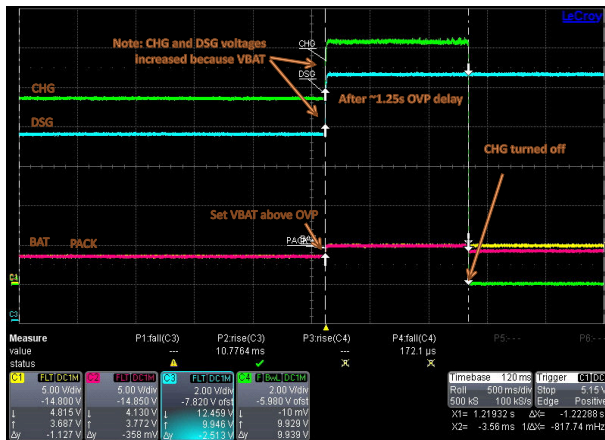 LeCroy
Note: CHG and DSG voltages
increased because VBAT
CHG
DSG
CHG
DSG
After ~1.25s OVP delay
CHG turned off
Set VBAT above OVP
BAT PACK
PACK
C1
C3
Measure P1:fall(C3) P2:rise(C3) P3:rise(C4) P4:fall(C4) P5:--- P6:---
value --- 10.7764 ms --- 172.1 µs
status
C1 FLT DC1M
5.00 V/div
-14.800 V
↓ 4.815 V
↑ 3.687 V
Δy -1.127 V
C2 FLT DC1M
5.00 V/div
-14.850 V
↓ 4.130 V
↑ 3.772 V
Δy -358 mV
C3 FLT DC1M
2.00 V/div
-7.820 V ofst
↓ 12.459 V
↑ 9.946 V
Δy -2.513 V
C4 F BwL DC1M
2.00 V/div
-5.980 V ofst
↓ -10 mV
↑ 9.929 V
Δy 9.939 V
Timebase 120 ms
Roll 500 ms/div
500 kS 100 kS/s
Trigger C1 DC
Stop 5.15 V
Edge Positive
X1= 1.21932 s ΔX= -1.22288 s
X2= -3.56 ms 1/ΔX= -817.74 mHz